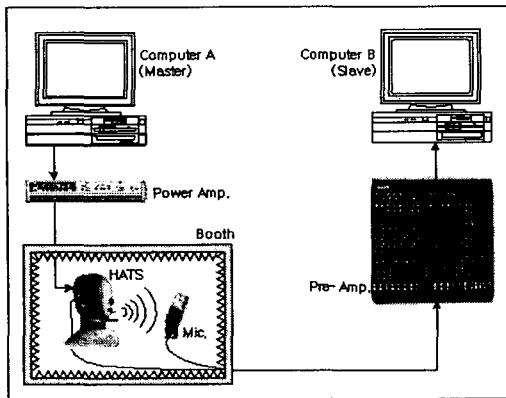 Computer A
(Master)
Computer B
(Slave)
Power Amp.
Booth
HATS
Mic.
Pre-Amp.